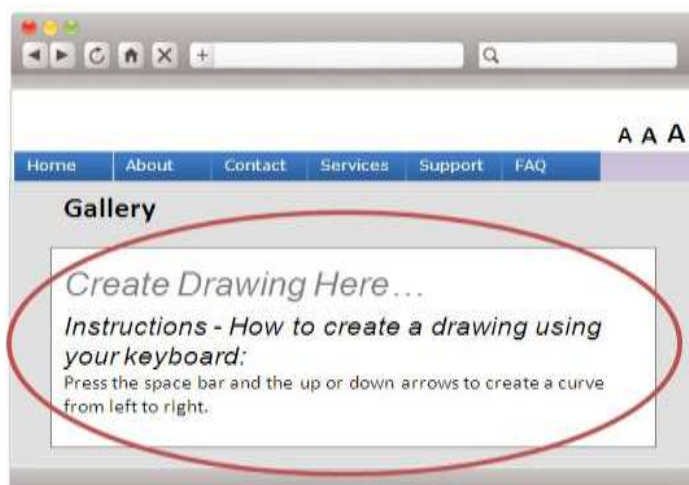 A A A
Home About Contact Services Support FAQ
Gallery
Create Drawing Here...
Instructions - How to create a drawing using
your keyboard:
Press the space bar and the up or down arrows to create a curve
from left to right.